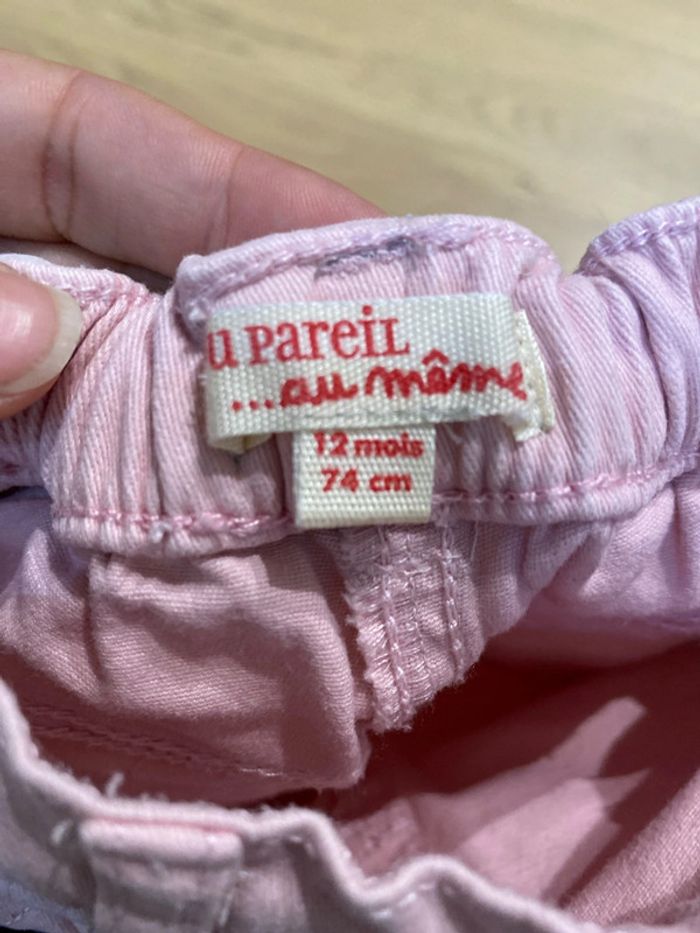 u Pareil
...au même
12 mois
74 cm